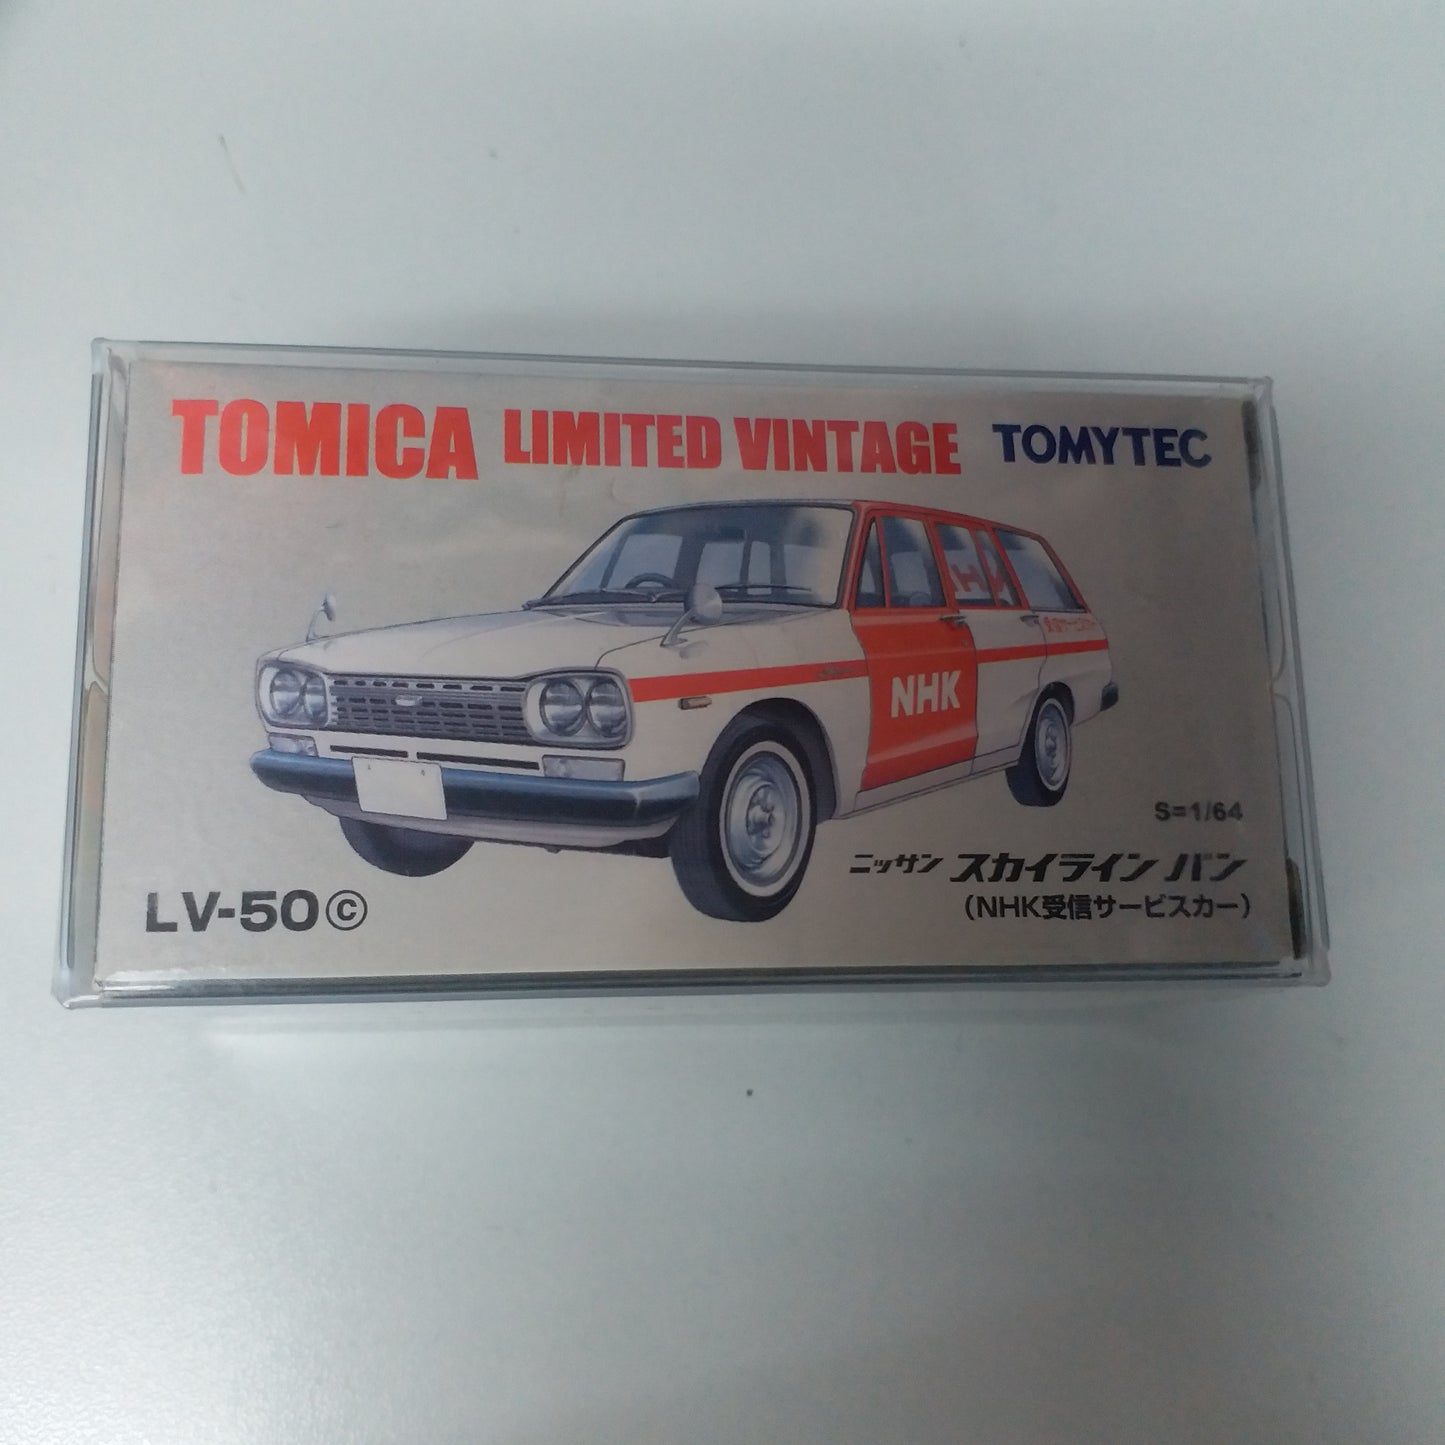 TOMICA LIMITED VINTAGE TOMYTEC
NHK
S=1/64
ニッサン スカイライン バン
(NHK受信サービスカー)
LV-50ⓒ